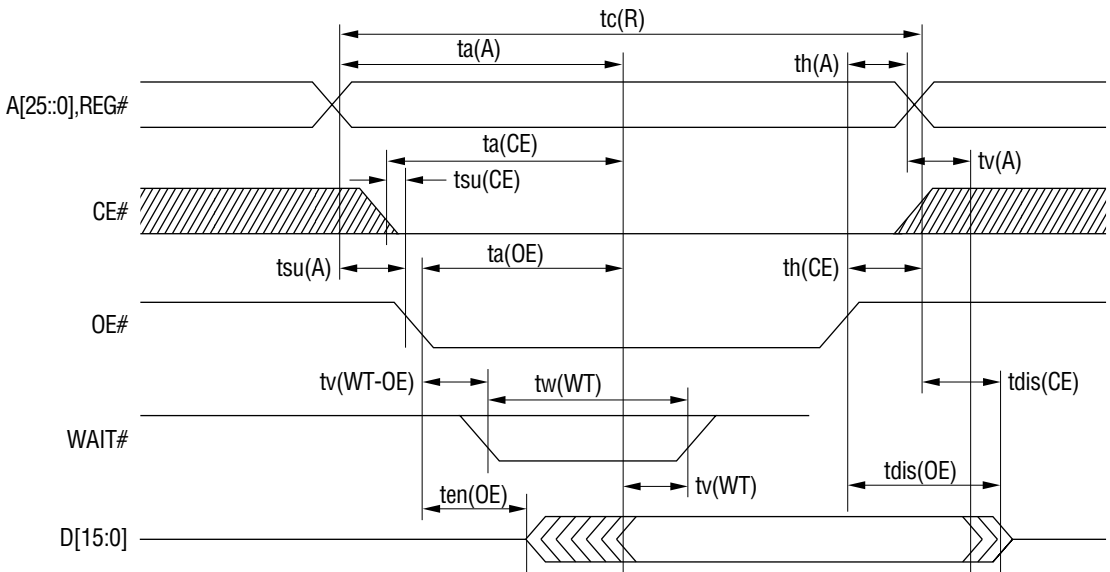 tc(R)
ta(A)
th(A)
A[25::0],REG#
ta(CE)
tv(A)
tsu(CE)
CE#
tsu(A)
ta(OE)
th(CE)
OE#
tv(WT-OE)
tw(WT)
tdis(CE)
WAIT#
tdis(OE)
ten(OE)
tv(WT)
D[15:0]